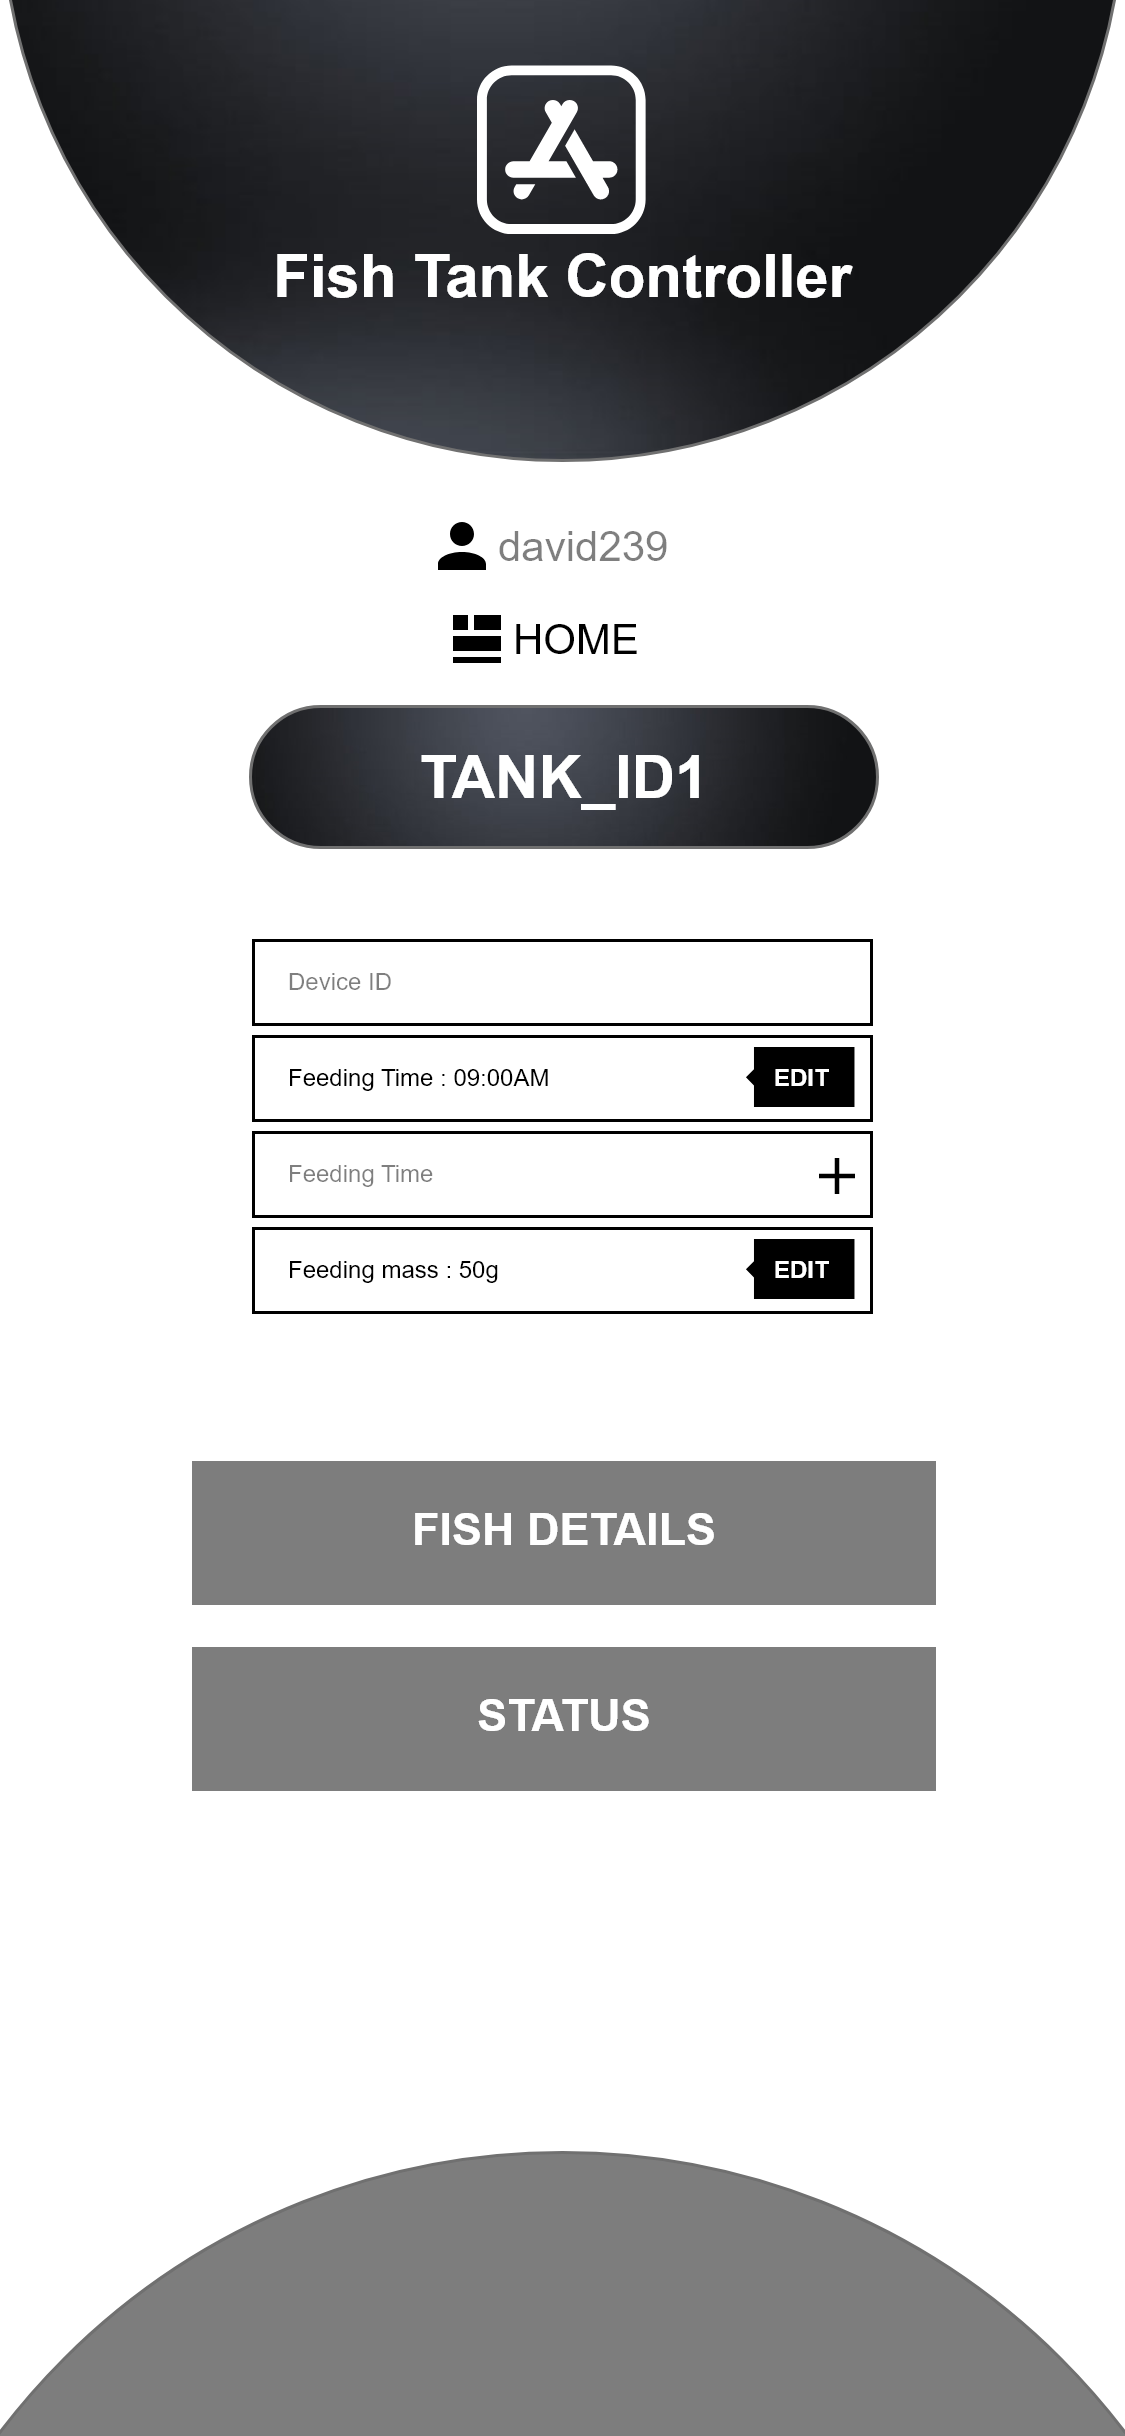 Fish Tank Controller
david239
HOME
TANK_ID1
Device ID
Feeding Time : 09:00AM
EDIT
Feeding Time
Feeding mass : 50g
EDIT
FISH DETAILS
STATUS